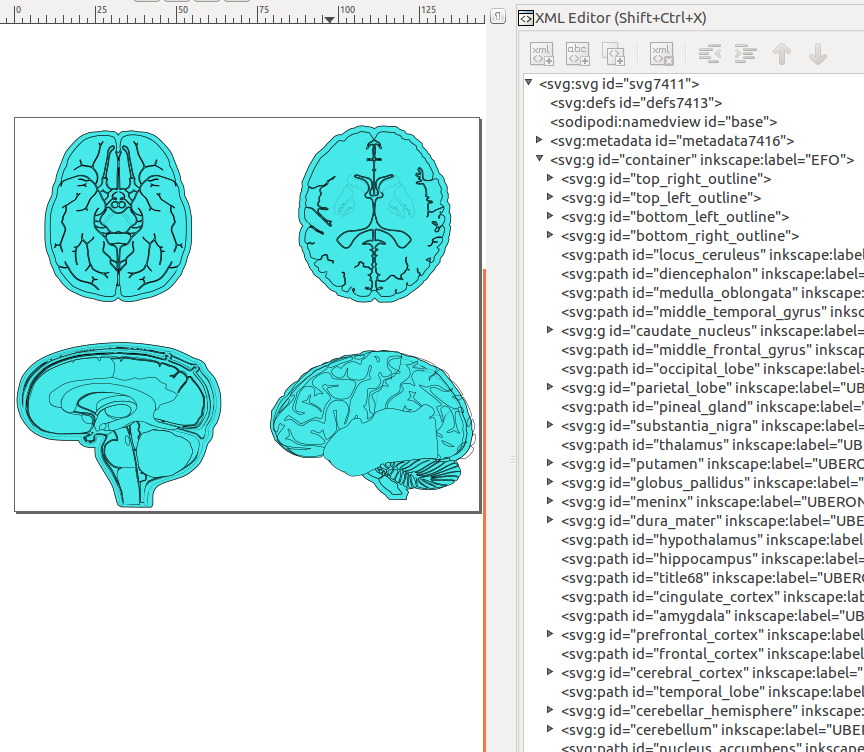 0 25 50 75 100 125
XML Editor (Shift+Ctrl+X)
xml abc xml
<svg:svg id="svg7411">
<svg:defs id="defs7413">
<sodipodi:namedview id="base">
<svg:metadata id="metadata7416">
<svg:g id="container" inkscape:label="EFO">
<svg:g id="top_right_outline">
<svg:g id="top_left_outline">
<svg:g id="bottom_left_outline">
<svg:g id="bottom_right_outline">
<svg:path id="locus_ceruleus" inkscape:label
<svg:path id="diencephalon" inkscape:label=
<svg:path id="medulla_oblongata" inkscape:
<svg:path id="middle_temporal_gyrus" inksc
<svg:g id="caudate_nucleus" inkscape:label=
<svg:path id="middle_frontal_gyrus" inkscap
<svg:path id="occipital_lobe" inkscape:label=
<svg:g id="parietal_lobe" inkscape:label="UB
<svg:path id="pineal_gland" inkscape:label="
<svg:g id="substantia_nigra" inkscape:label=
<svg:path id="thalamus" inkscape:label="UB
<svg:g id="putamen" inkscape:label="UBERO
<svg:g id="globus_pallidus" inkscape:label="
<svg:g id="meninx" inkscape:label="UBERON
<svg:g id="dura_mater" inkscape:label="UBE
<svg:path id="hypothalamus" inkscape:label
<svg:path id="hippocampus" inkscape:label=
<svg:path id="title68" inkscape:label="UBER
<svg:path id="cingulate_cortex" inkscape:lab
<svg:path id="amygdala" inkscape:label="UB
<svg:g id="prefrontal_cortex" inkscape:label
<svg:path id="frontal_cortex" inkscape:label
<svg:g id="cerebral_cortex" inkscape:label="
<svg:path id="temporal_lobe" inkscape:label
<svg:g id="cerebellar_hemisphere" inkscape:
<svg:g id="cerebellum" inkscape:label="UBE
<svg:path id="nucleus_accumbens" inkscape